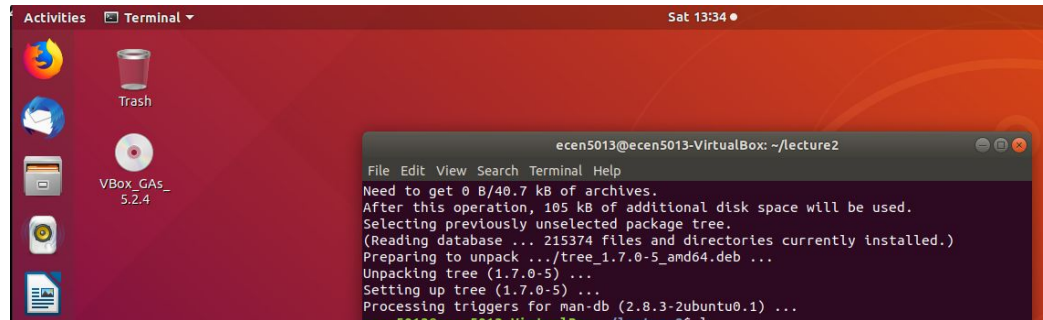 Activities Terminal Sat 13:34
Trash
VBox_GAs_
5.2.4
ecen5013@ecen5013-VirtualBox: ~/lecture2
File Edit View Search Terminal Help
Need to get 0 B/40.7 kB of archives.
After this operation, 105 kB of additional disk space will be used.
Selecting previously unselected package tree.
(Reading database ... 215374 files and directories currently installed.)
Preparing to unpack .../tree_1.7.0-5_amd64.deb ...
Unpacking tree (1.7.0-5) ...
Setting up tree (1.7.0-5) ...
Processing triggers for man-db (2.8.3-2ubuntu0.1) ...